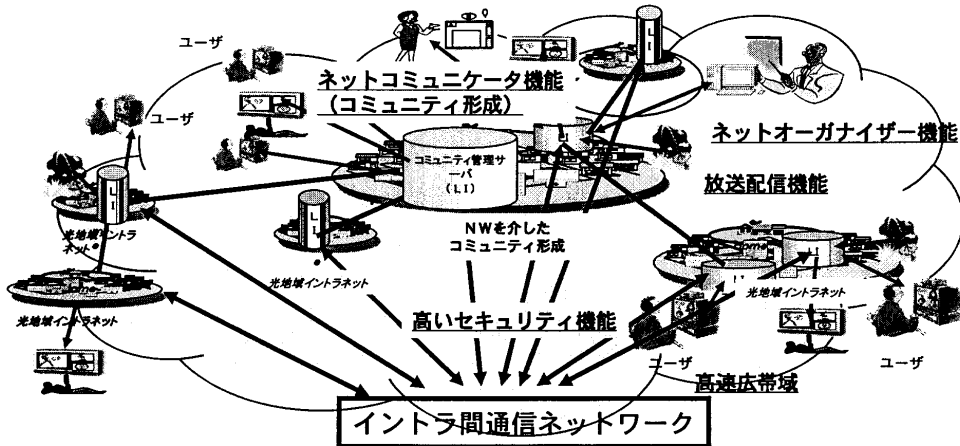 ユーザ
ユーザ
ネットコミュニケータ機能
（コミュニティ形成）
ネットオーガナイザー機能
放送配信機能
コミュニティ管理サ
ーバ
(LI)
LI
LI
LI
NWを介した
コミュニティ形成
光地域イントラ
ネット
光地域イントラネット
光地域イントラネット
光地域イントラネット
高いセキュリティ機能
ユーザ
ユーザ
高速広帯域
イントラ間通信ネットワーク